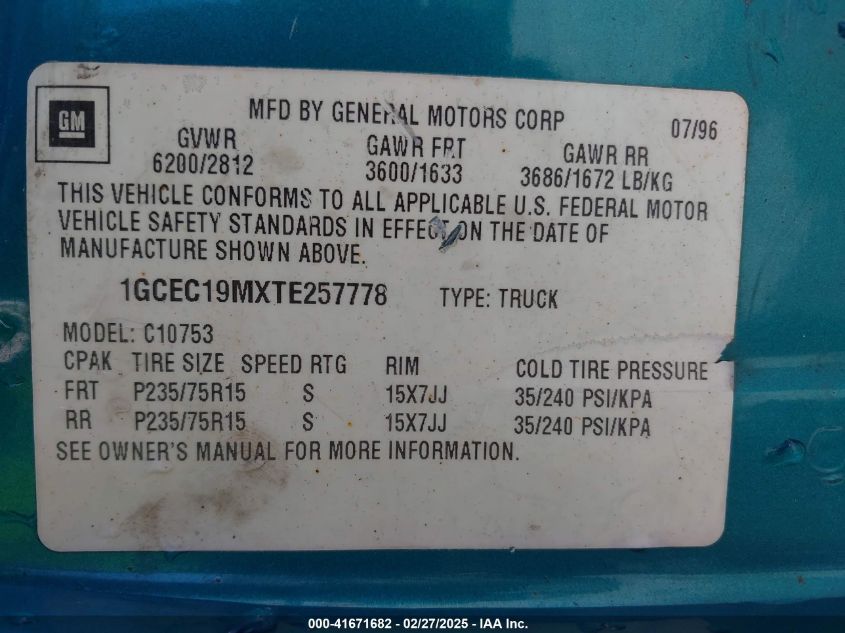 GM
MFD BY GENERAL MOTORS CORP 07/96
GVWR GAWR FRT GAWR RR
6200/2812 3600/1633 3686/1672 LB/KG
THIS VEHICLE CONFORMS TO ALL APPLICABLE U.S. FEDERAL MOTOR
VEHICLE SAFETY STANDARDS IN EFFECT ON THE DATE OF
MANUFACTURE SHOWN ABOVE.
1GCEC19MXTE257778 TYPE: TRUCK
MODEL: C10753
CPAK TIRE SIZE SPEED RTG RIM COLD TIRE PRESSURE
FRT P235/75R15 S 15X7JJ 35/240 PSI/KPA
RR P235/75R15 S 15X7JJ 35/240 PSI/KPA
SEE OWNER'S MANUAL FOR MORE INFORMATION.
000-41671682 - 02/27/2025 - IAA Inc.